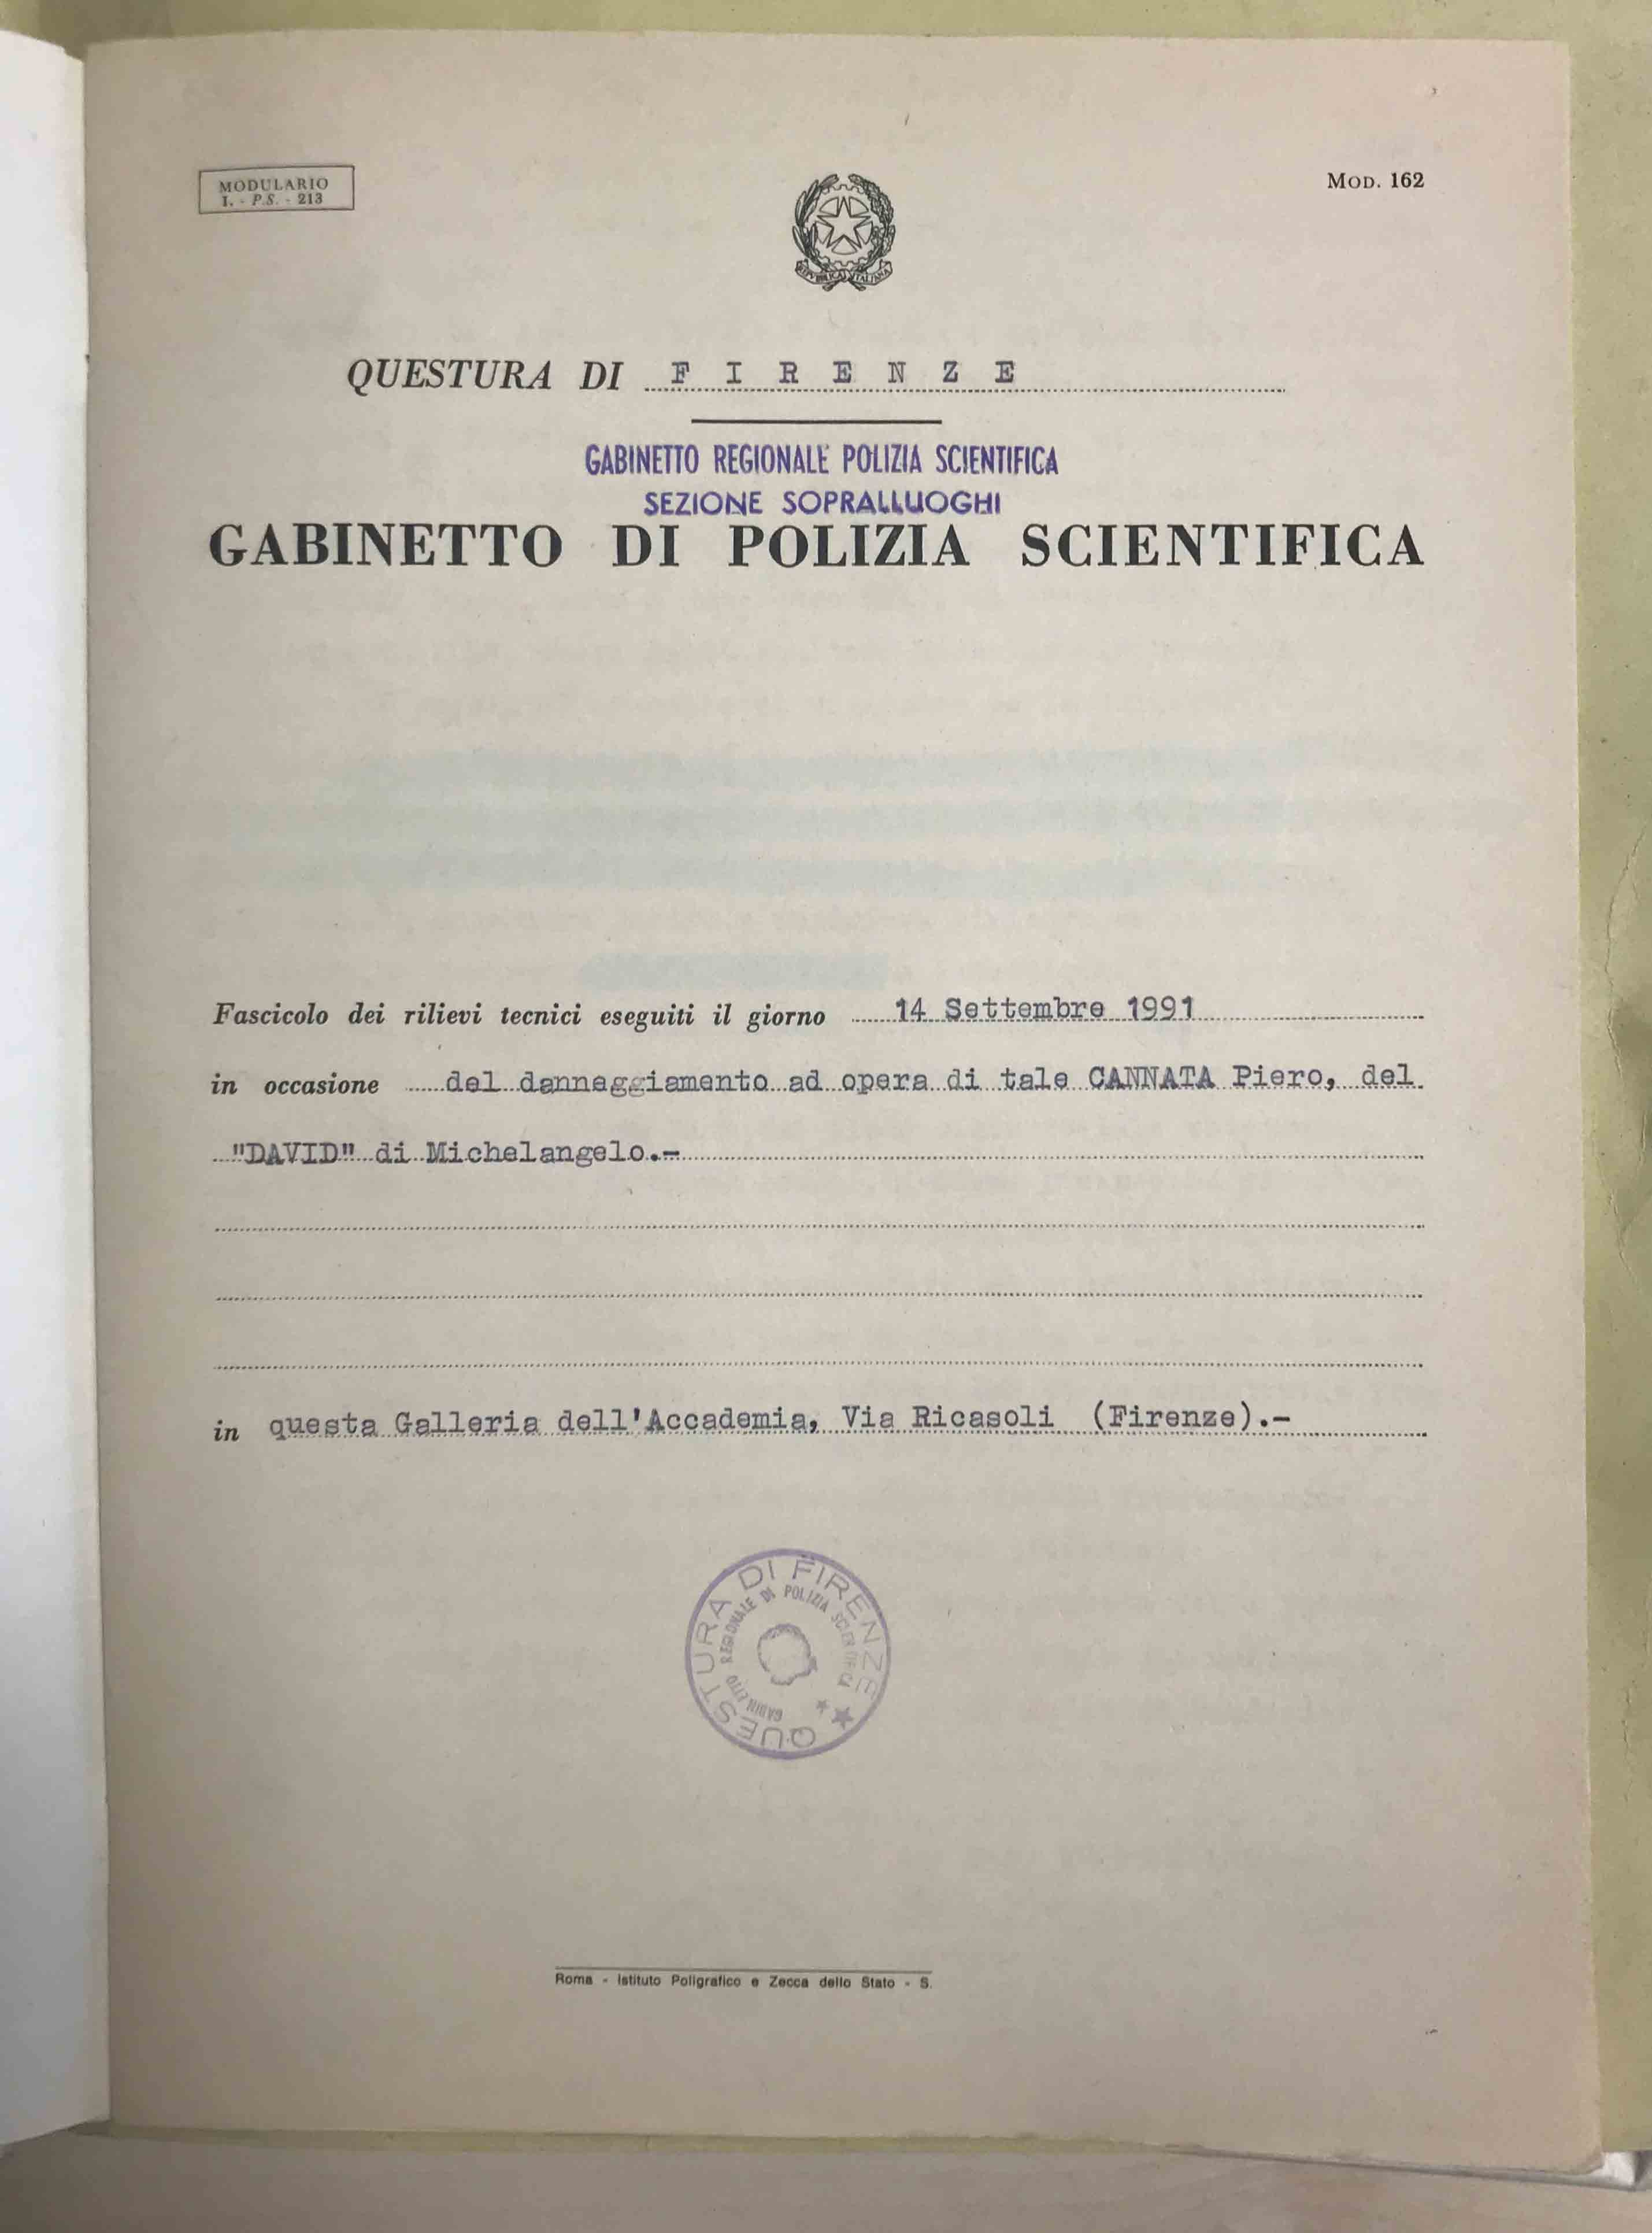 MODULARIO
I. - P.S. - 213
MOD. 162
REPVBBLICA ITALIANA
QUESTURA DI F I R E N Z E
GABINETTO REGIONALE POLIZIA SCIENTIFICA
SEZIONE SOPRALLUOGHI
GABINETTO DI POLIZIA SCIENTIFICA
Fascicolo dei rilievi tecnici eseguiti il giorno 14 Settembre 1991
in occasione del danneggiamento ad opera di tale CANNATA Piero, del
"DAVID" di Michelangelo.-
in questa Galleria dell'Accademia, Via Ricasoli (Firenze).-
QUESTURA DI FIRENZE
GABINETTO REGIONALE DI POLIZIA SCIENTIFICA
Roma - Istituto Poligrafico e Zecca dello Stato - S.